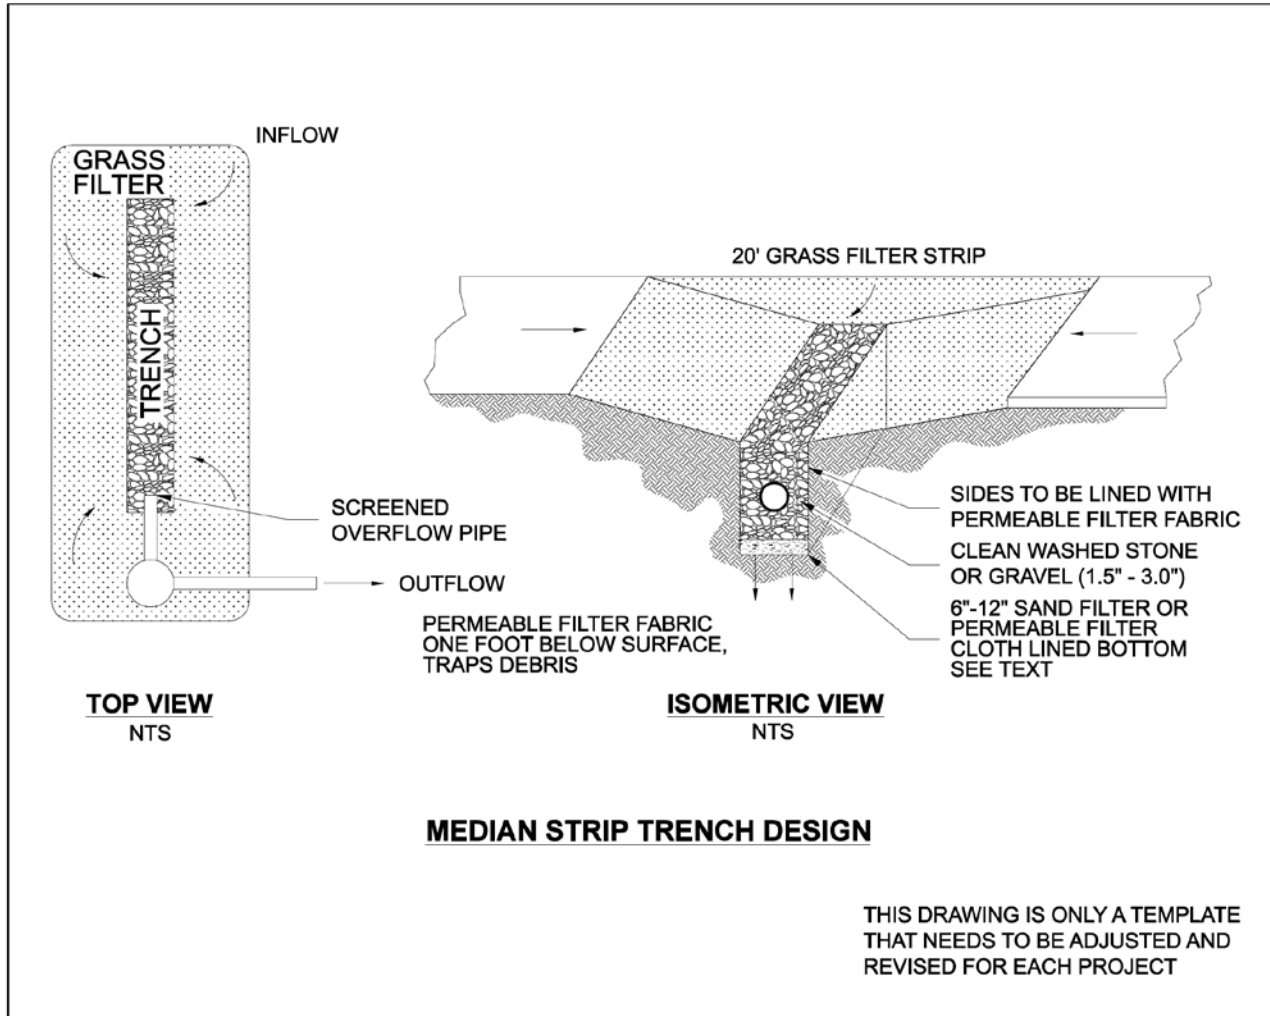 INFLOW
GRASS
FILTER
TRENCH
SCREENED
OVERFLOW PIPE
OUTFLOW
TOP VIEW
NTS
20' GRASS FILTER STRIP
SIDES TO BE LINED WITH
PERMEABLE FILTER FABRIC
CLEAN WASHED STONE
OR GRAVEL (1.5" - 3.0")
6"-12" SAND FILTER OR
PERMEABLE FILTER
CLOTH LINED BOTTOM
SEE TEXT
PERMEABLE FILTER FABRIC
ONE FOOT BELOW SURFACE,
TRAPS DEBRIS
ISOMETRIC VIEW
NTS
MEDIAN STRIP TRENCH DESIGN
THIS DRAWING IS ONLY A TEMPLATE
THAT NEEDS TO BE ADJUSTED AND
REVISED FOR EACH PROJECT